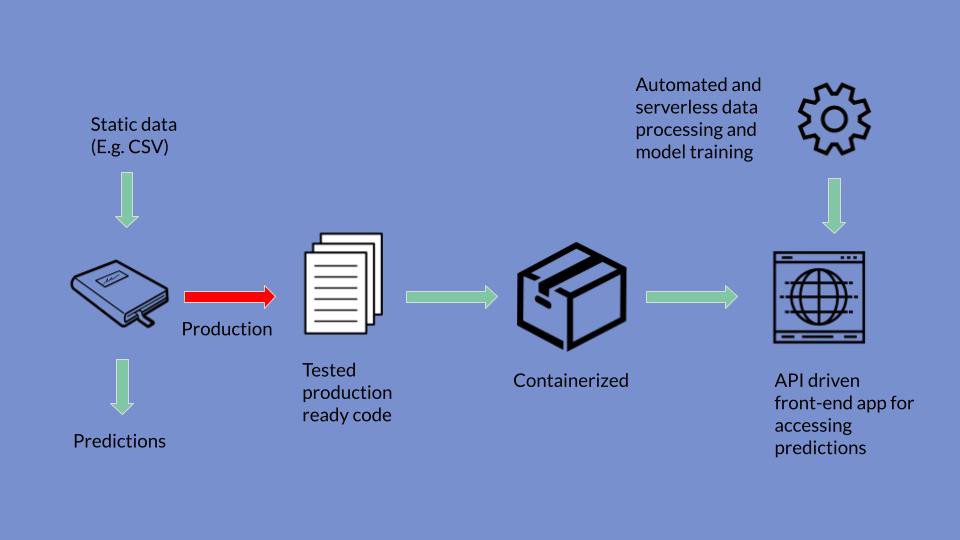 Static data
(E.g. CSV)
Production
Predictions
Tested
production
ready code
Containerized
Automated and
serverless data
processing and
model training
API driven
front-end app for
accessing
predictions